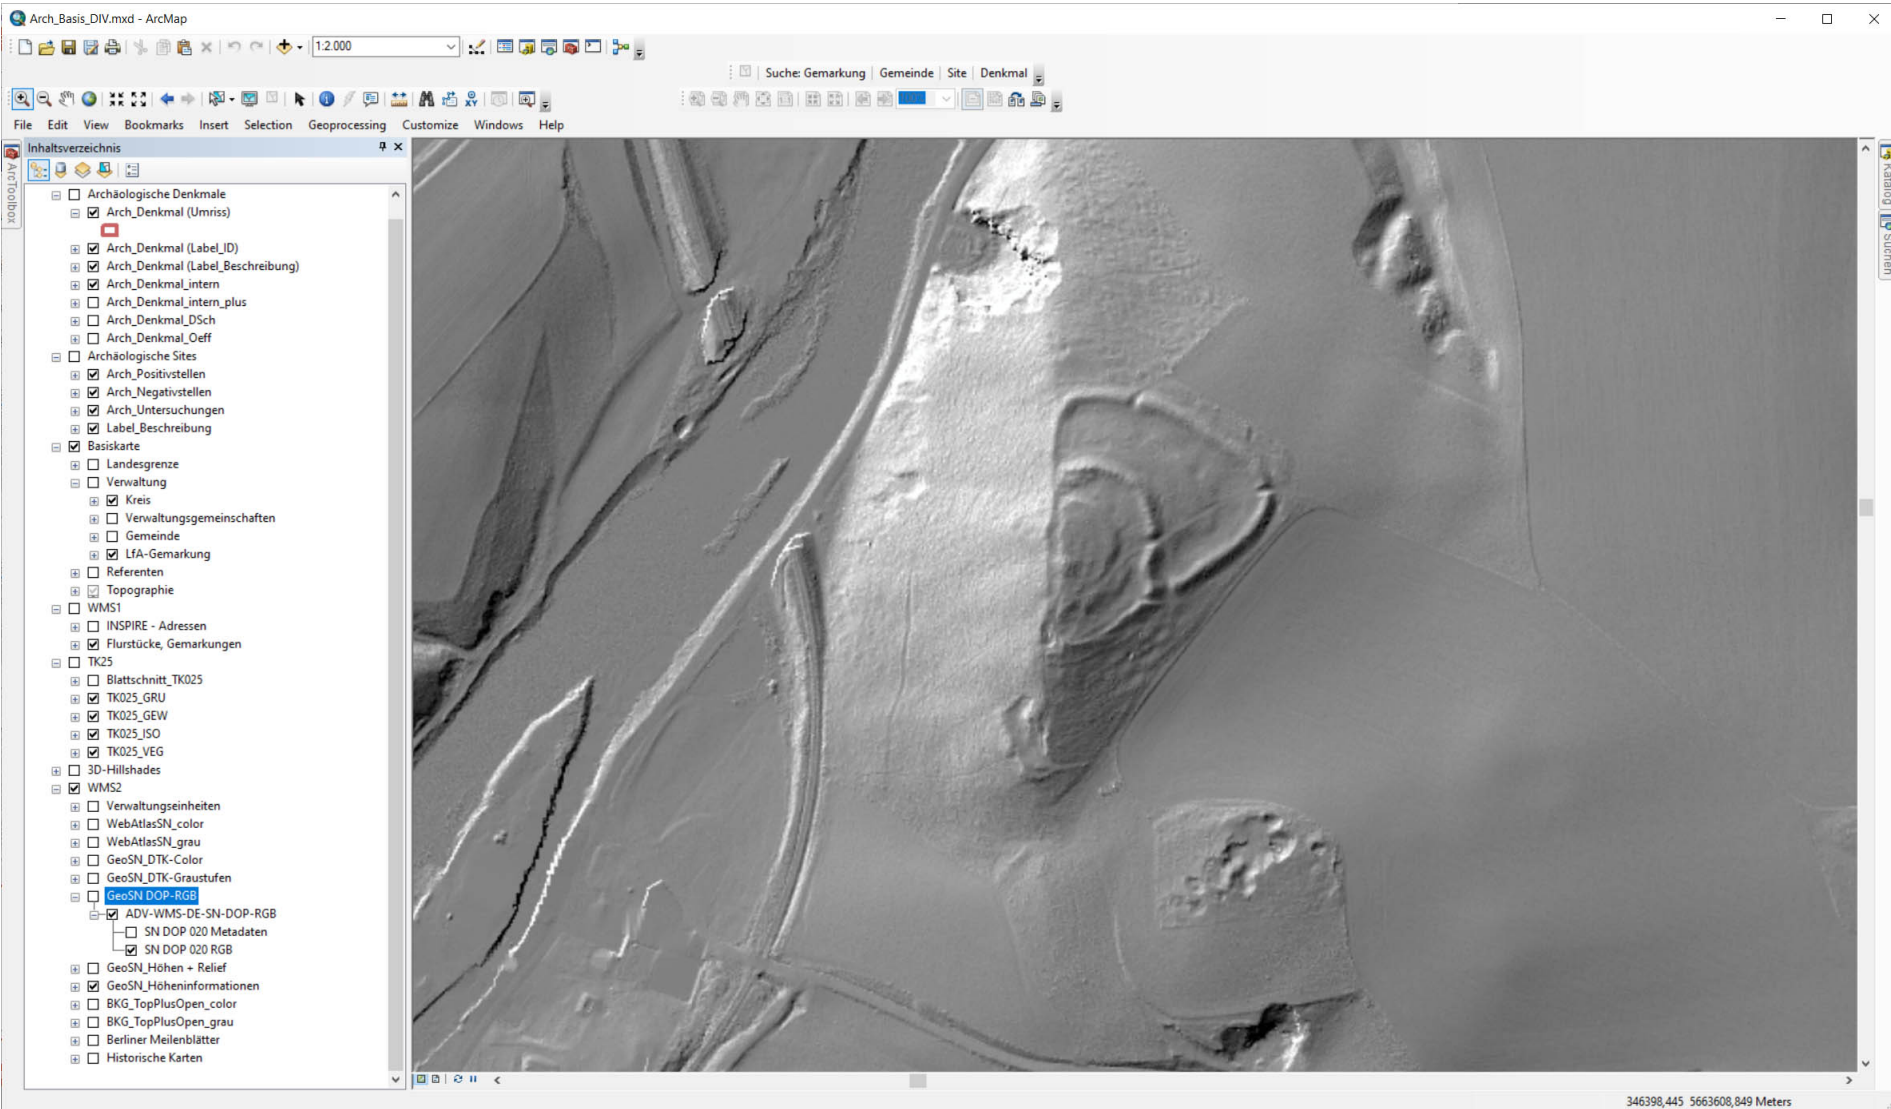 Arch_Basis_DIV.mxd - ArcMap
1:2.000
Suche: Gemarkung Gemeinde Site Denkmal
File Edit View Bookmarks Insert Selection Geoprocessing Customize Windows Help
ArcToolbox
Inhaltsverzeichnis
Archäologische Denkmale
Arch_Denkmal (Umriss)
Arch_Denkmal (Label_ID)
Arch_Denkmal (Label_Beschreibung)
Arch_Denkmal_intern
Arch_Denkmal_intern_plus
Arch_Denkmal_DSch
Arch_Denkmal_Oeff
Archäologische Sites
Arch_Positivstellen
Arch_Negativstellen
Arch_Untersuchungen
Label_Beschreibung
Basiskarte
Landesgrenze
Verwaltung
Kreis
Verwaltungsgemeinschaften
Gemeinde
LfA-Gemarkung
Referenten
Topographie
WMS1
INSPIRE - Adressen
Flurstücke, Gemarkungen
TK25
Blattschnitt_TK025
TK025_GRU
TK025_GEW
TK025_ISO
TK025_VEG
3D-Hillshades
WMS2
Verwaltungseinheiten
WebAtlasSN_color
WebAtlasSN_grau
GeoSN_DTK-Color
GeoSN_DTK-Graustufen
GeoSN DOP-RGB
ADV-WMS-DE-SN-DOP-RGB
SN DOP 020 Metadaten
SN DOP 020 RGB
GeoSN_Höhen + Relief
GeoSN_Höheninformationen
BKG_TopPlusOpen_color
BKG_TopPlusOpen_grau
Berliner Meilenblätter
Historische Karten
Katalog
Suchen
346398,445 5663608,849 Meters